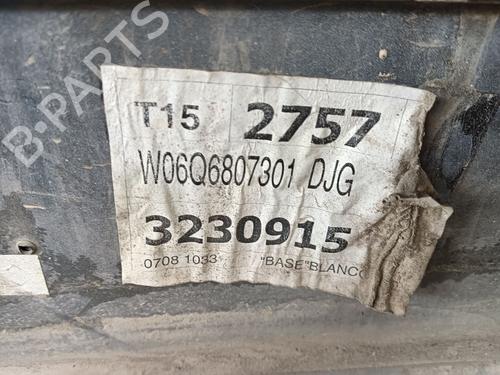 B-PARTS
T15 2757
W06Q6807301 DJG
3230915
0708 1033 "BASE"BLANCO